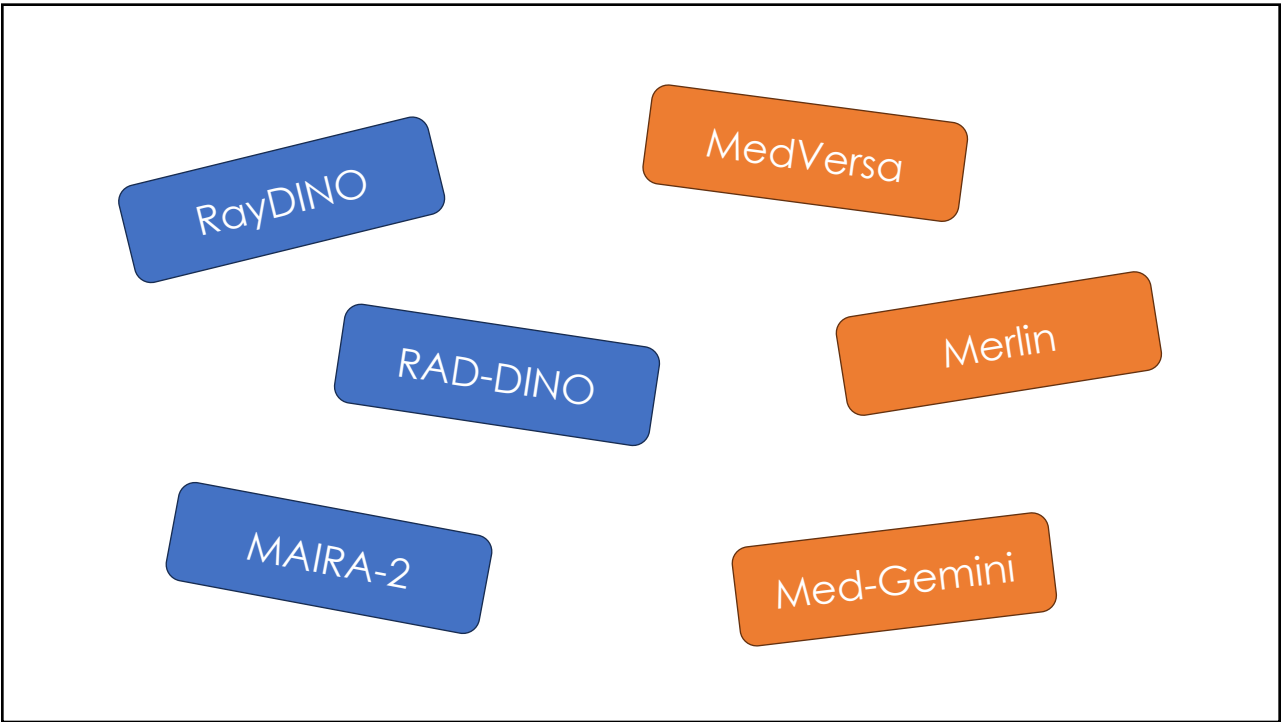 RayDINO
MedVersa
RAD-DINO
Merlin
MAIRA-2
Med-Gemini